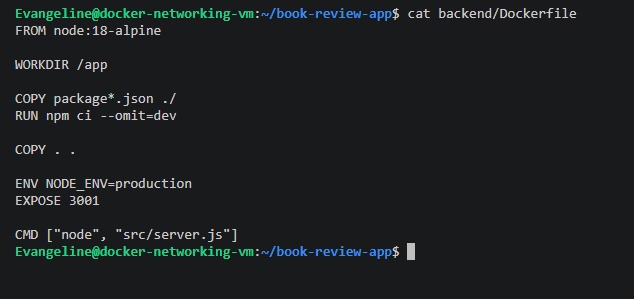 Evangeline@docker-networking-vm:~/book-review-app$ cat backend/Dockerfile
FROM node:18-alpine
WORKDIR /app
COPY package*.json ./
RUN npm ci --omit=dev
COPY . .
ENV NODE_ENV=production
EXPOSE 3001
CMD ["node", "src/server.js"]
Evangeline@docker-networking-vm:~/book-review-app$